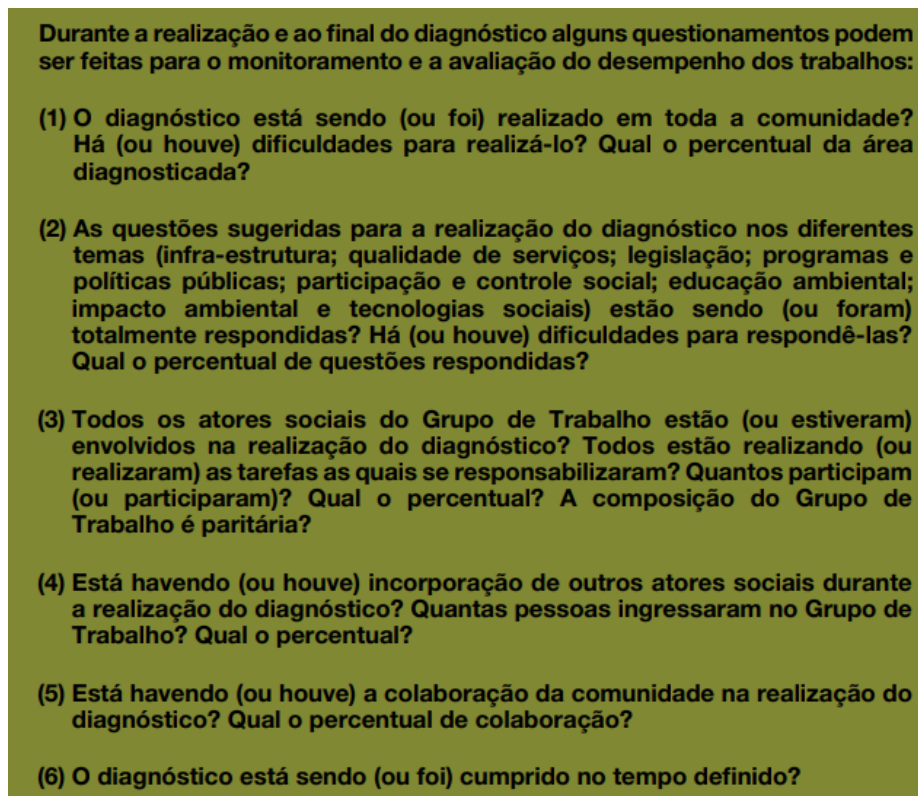 Durante a realização e ao final do diagnóstico alguns questionamentos podem
ser feitas para o monitoramento e a avaliação do desempenho dos trabalhos:
(1) O diagnóstico está sendo (ou foi) realizado em toda a comunidade?
Há (ou houve) dificuldades para realizá-lo? Qual o percentual da área
diagnosticada?
(2) As questões sugeridas para a realização do diagnóstico nos diferentes
temas (infra-estrutura; qualidade de serviços; legislação; programas e
políticas públicas; participação e controle social; educação ambiental;
impacto ambiental e tecnologias sociais) estão sendo (ou foram)
totalmente respondidas? Há (ou houve) dificuldades para respondê-las?
Qual o percentual de questões respondidas?
(3) Todos os atores sociais do Grupo de Trabalho estão (ou estiveram)
envolvidos na realização do diagnóstico? Todos estão realizando (ou
realizaram) as tarefas as quais se responsabilizaram? Quantos participam
(ou participaram)? Qual o percentual? A composição do Grupo de
Trabalho é paritária?
(4) Está havendo (ou houve) incorporação de outros atores sociais durante
a realização do diagnóstico? Quantas pessoas ingressaram no Grupo de
Trabalho? Qual o percentual?
(5) Está havendo (ou houve) a colaboração da comunidade na realização do
diagnóstico? Qual o percentual de colaboração?
(6) O diagnóstico está sendo (ou foi) cumprido no tempo definido?